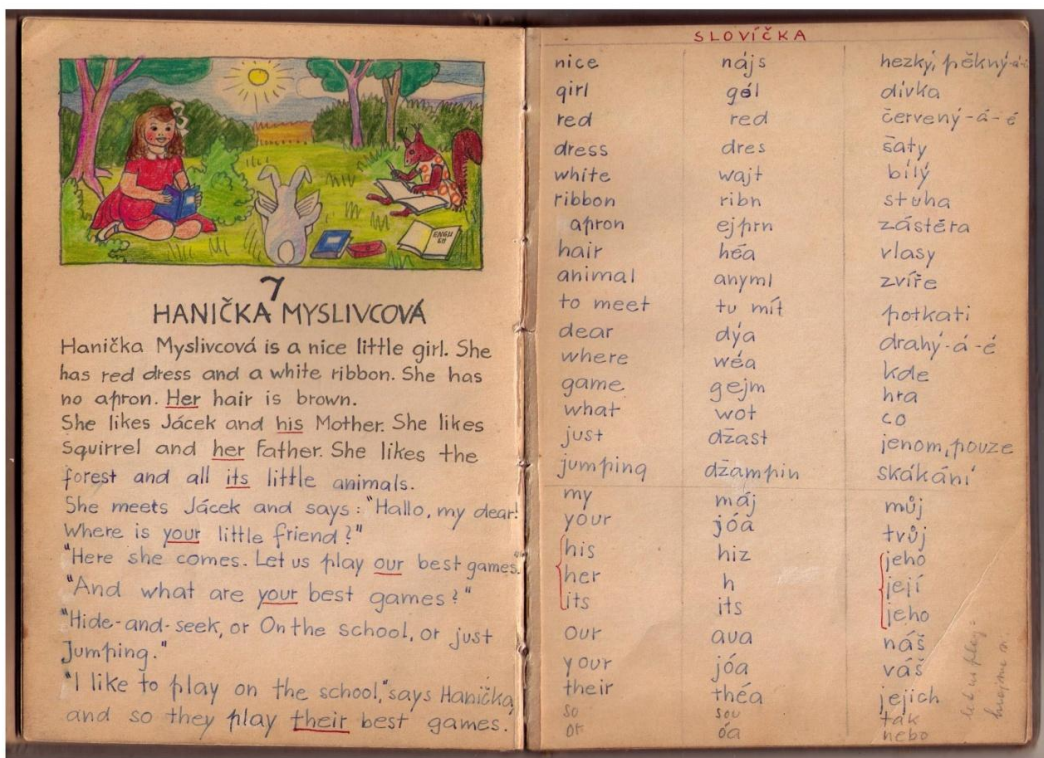 ENGLI
SH
7
HANIČKA MYSLIVCOVÁ
Hanička Myslivcová is a nice little girl. She
has red dress and a white ribbon. She has
no apron. Her hair is brown.
She likes Jácek and his Mother. She likes
Squirrel and her Father. She likes the
forest and all its little animals.
She meets Jácek and says: "Hallo, my dear!
Where is your little friend?"
"Here she comes. Let us play our best games."
"And what are your best games?"
"Hide-and-seek, or On the school, or just
Jumping."
"I like to play on the school," says Hanička,
and so they play their best games.
SLOVÍČKA
nice nájs hezký, pěkný-á-é
girl gél dívka
red red červený-á-é
dress dres šaty
white wajt bílý
ribbon ribn stuha
apron ejprn zástěra
hair héa vlasy
animal anyml zvíře
to meet tu mít potkati
dear dýa drahý-á-é
where wéa kde
game gejm hra
what wot co
just džast jenom, pouze
jumping džampin skákání
my máj můj
your jóa tvůj
his hiz jeho
her h její
its its jeho
our aua náš
your jóa váš
their théa jejich
so sou tak
or óa nebo
let us play =